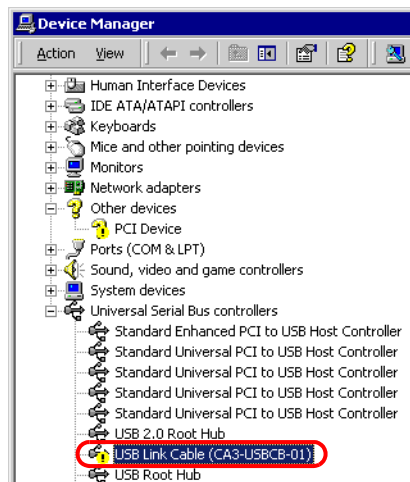 Device Manager
Action View
Human Interface Devices
IDE ATA/ATAPI controllers
Keyboards
Mice and other pointing devices
Monitors
Network adapters
Other devices
PCI Device
Ports (COM & LPT)
Sound, video and game controllers
System devices
Universal Serial Bus controllers
Standard Enhanced PCI to USB Host Controller
Standard Universal PCI to USB Host Controller
Standard Universal PCI to USB Host Controller
Standard Universal PCI to USB Host Controller
Standard Universal PCI to USB Host Controller
USB 2.0 Root Hub
USB Link Cable (CA3-USBCB-01)
USB Root Hub